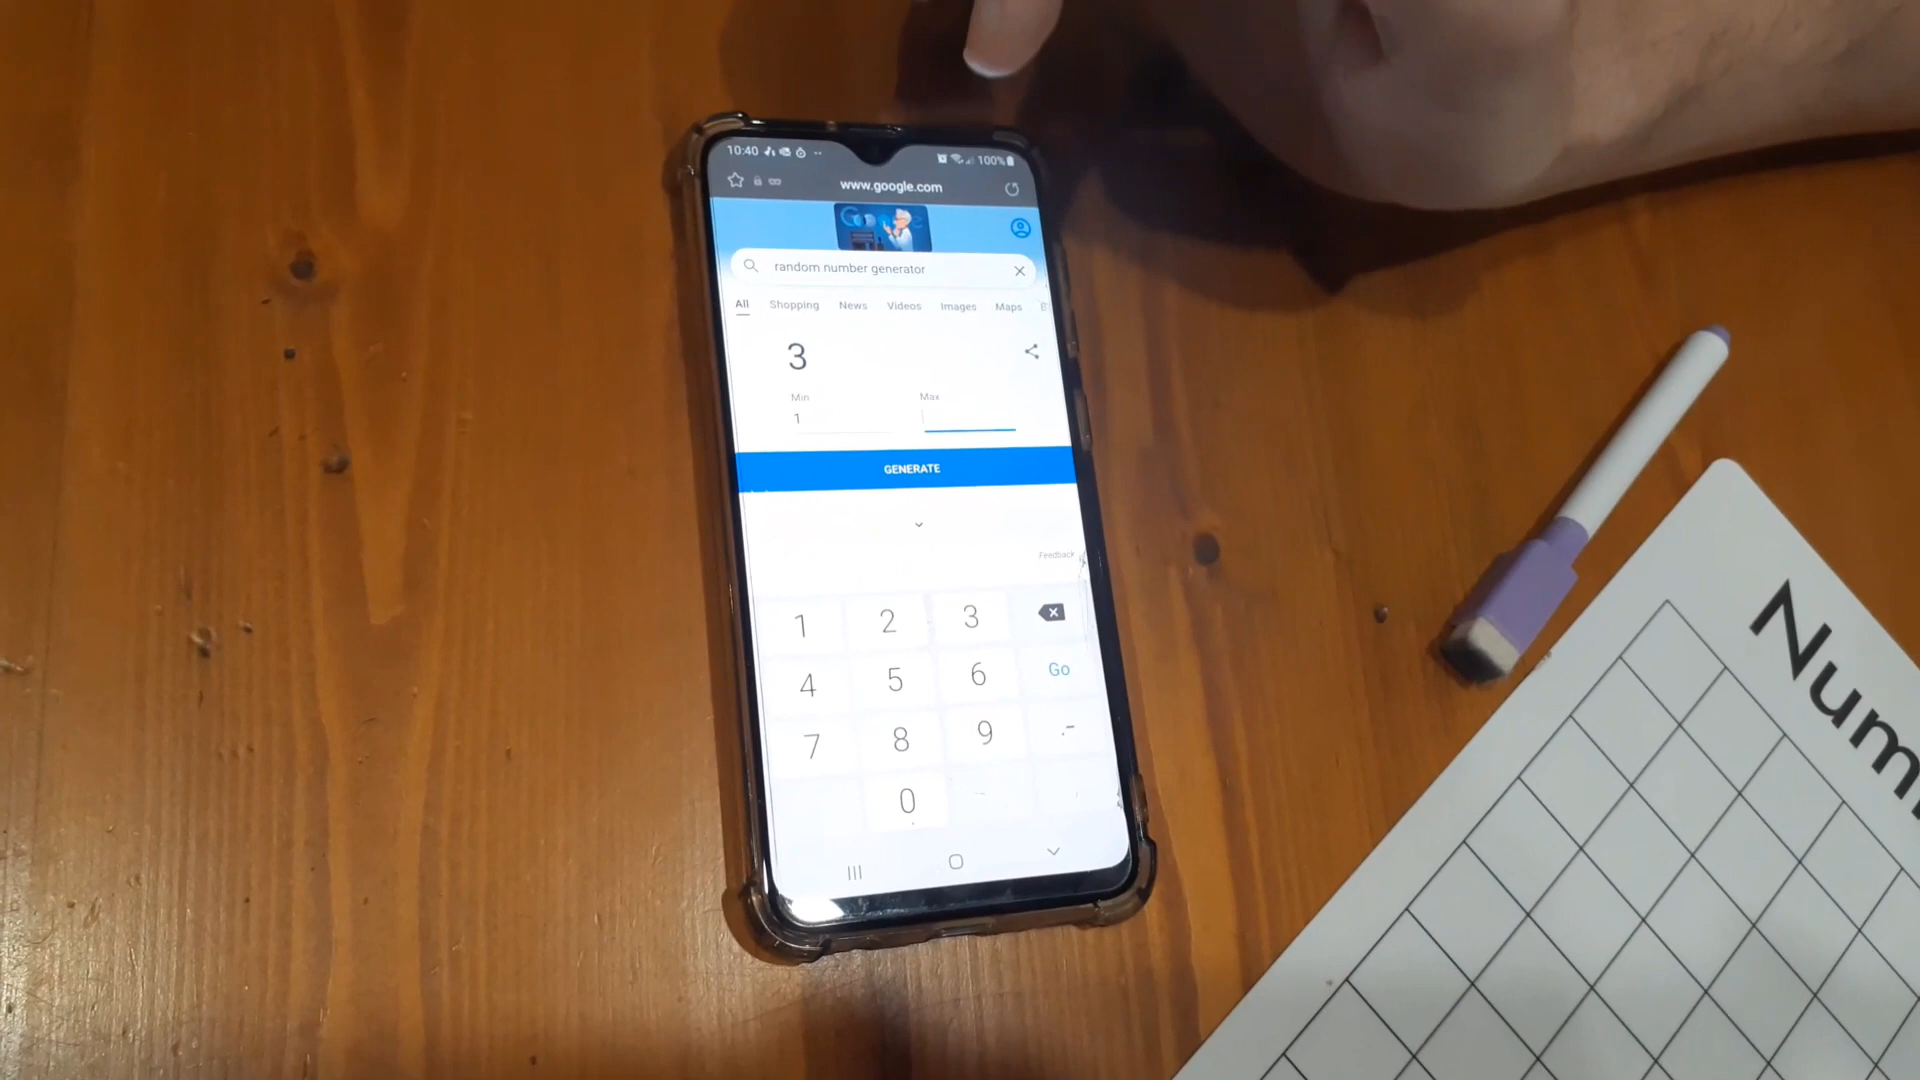 10:40 100%
www.google.com
Google
random number generator
All Shopping News Videos Images Maps
3
Min Max
1
GENERATE
Feedback
1 2 3
4 5 6 Go
7 8 9 .-
0
Num